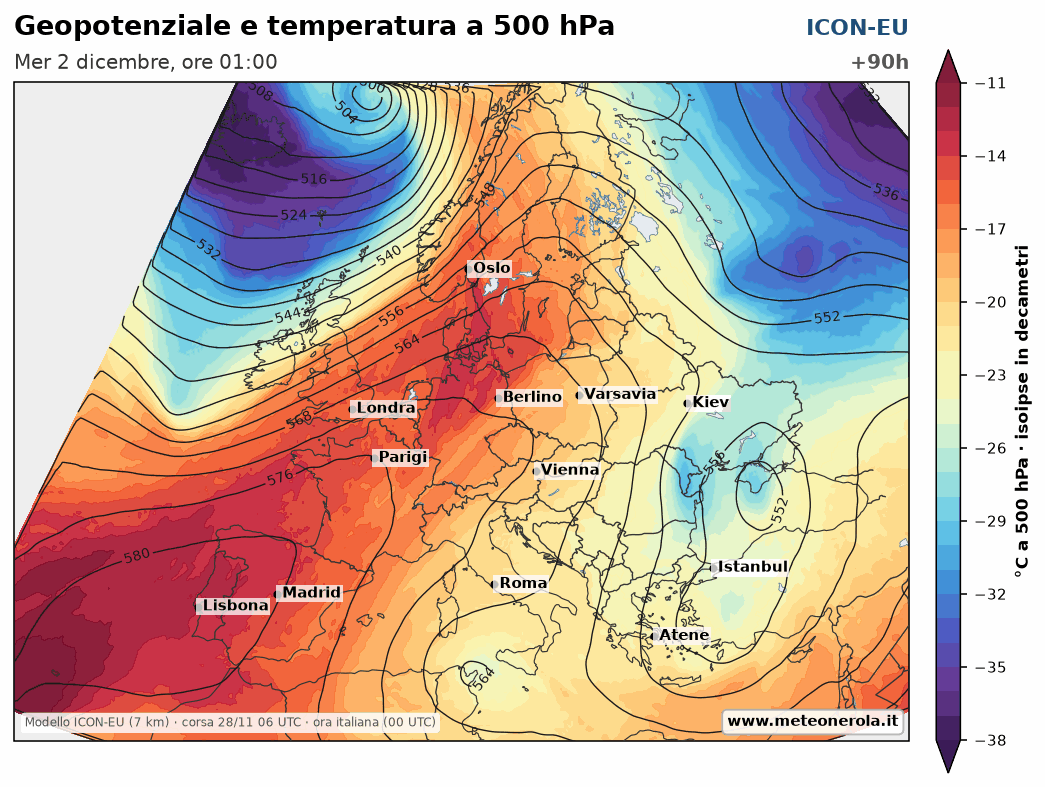 Geopotenziale e temperatura a 500 hPa
ICON-EU
Mer 2 dicembre, ore 01:00
+90h
508
504
536
532
516
536
524
548
532
540
544
556
552
564
568
576
556
552
580
564
Oslo
Londra
Berlino
Varsavia
Kiev
Parigi
Vienna
Istanbul
Roma
Madrid
Lisbona
Atene
−11
−14
−17
−20
−23
−26
−29
−32
−35
−38
°C a 500 hPa · isoipse in decametri
Modello ICON-EU (7 km) · corsa 28/11 06 UTC · ora italiana (00 UTC)
www.meteonerola.it